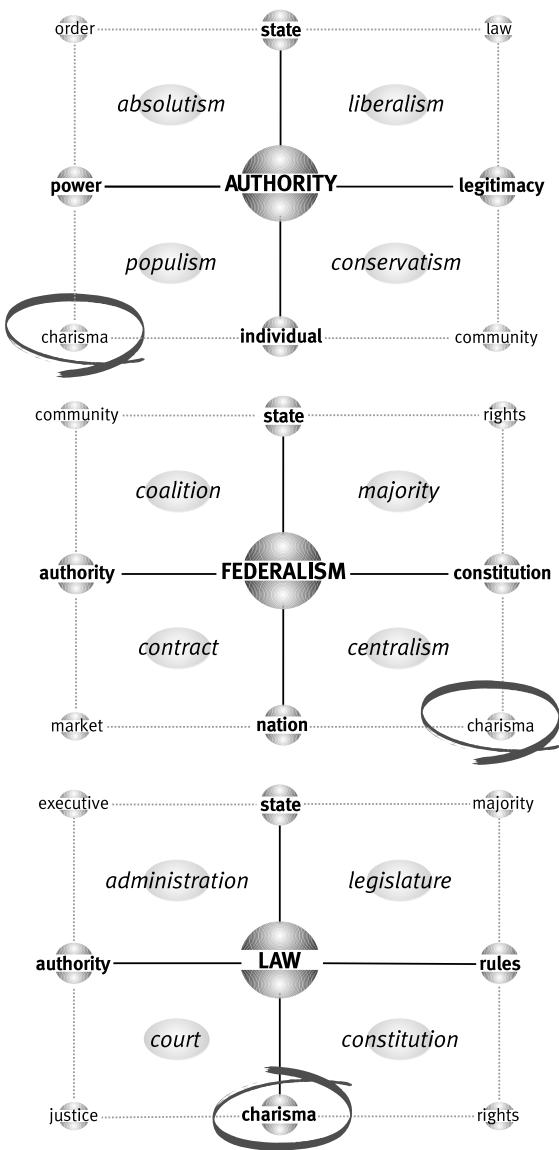 order state law
absolutism liberalism
power AUTHORITY legitimacy
populism conservatism
charisma individual community
community state rights
coalition majority
authority FEDERALISM constitution
contract centralism
market nation charisma
executive state majority
administration legislature
authority LAW rules
court constitution
justice charisma rights